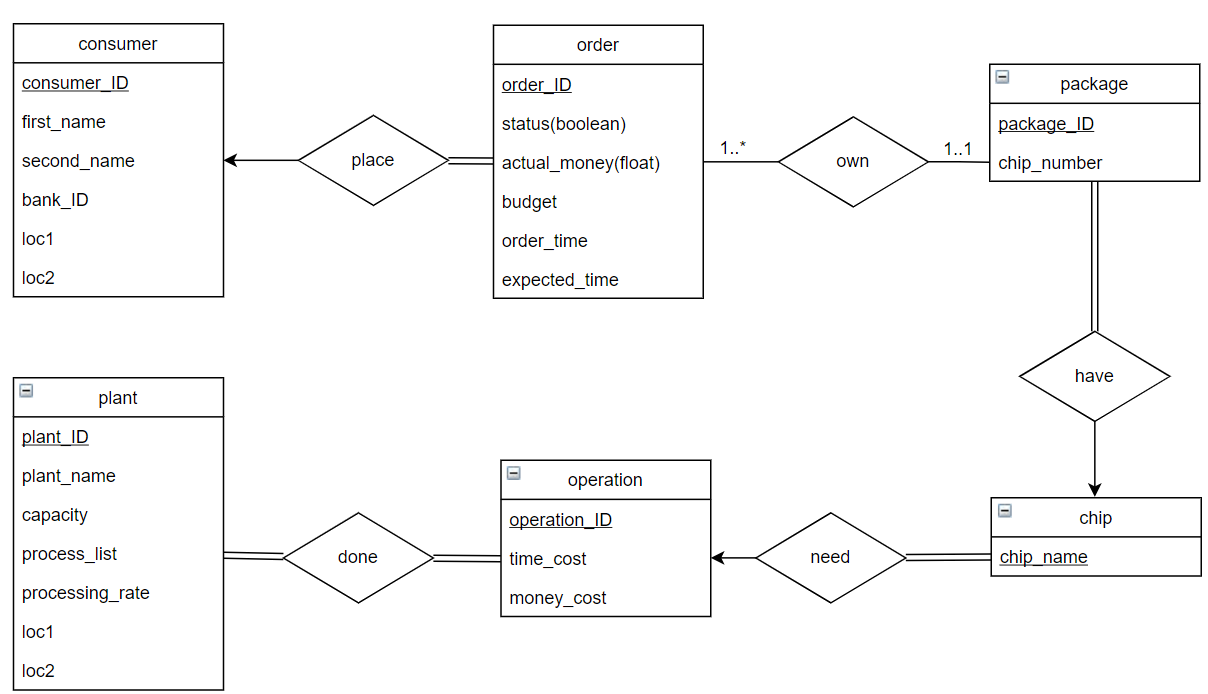 consumer
consumer_ID
first_name
second_name
bank_ID
loc1
loc2
place
order
order_ID
status(boolean)
actual_money(float)
budget
order_time
expected_time
1..*
own
1..1
package
package_ID
chip_number
have
plant
plant_ID
plant_name
capacity
process_list
processing_rate
loc1
loc2
done
operation
operation_ID
time_cost
money_cost
need
chip
chip_name